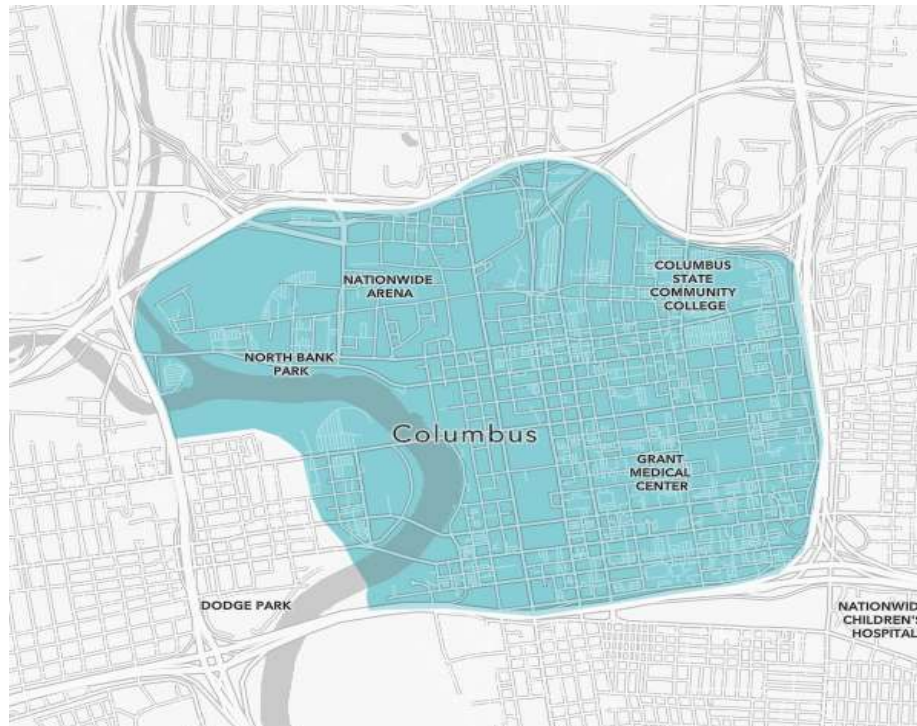 NATIONWIDE
ARENA
COLUMBUS
STATE
COMMUNITY
COLLEGE
NORTH BANK
PARK
Columbus
GRANT
MEDICAL
CENTER
DODGE PARK
NATIONWID
CHILDREN'S
HOSPITAL